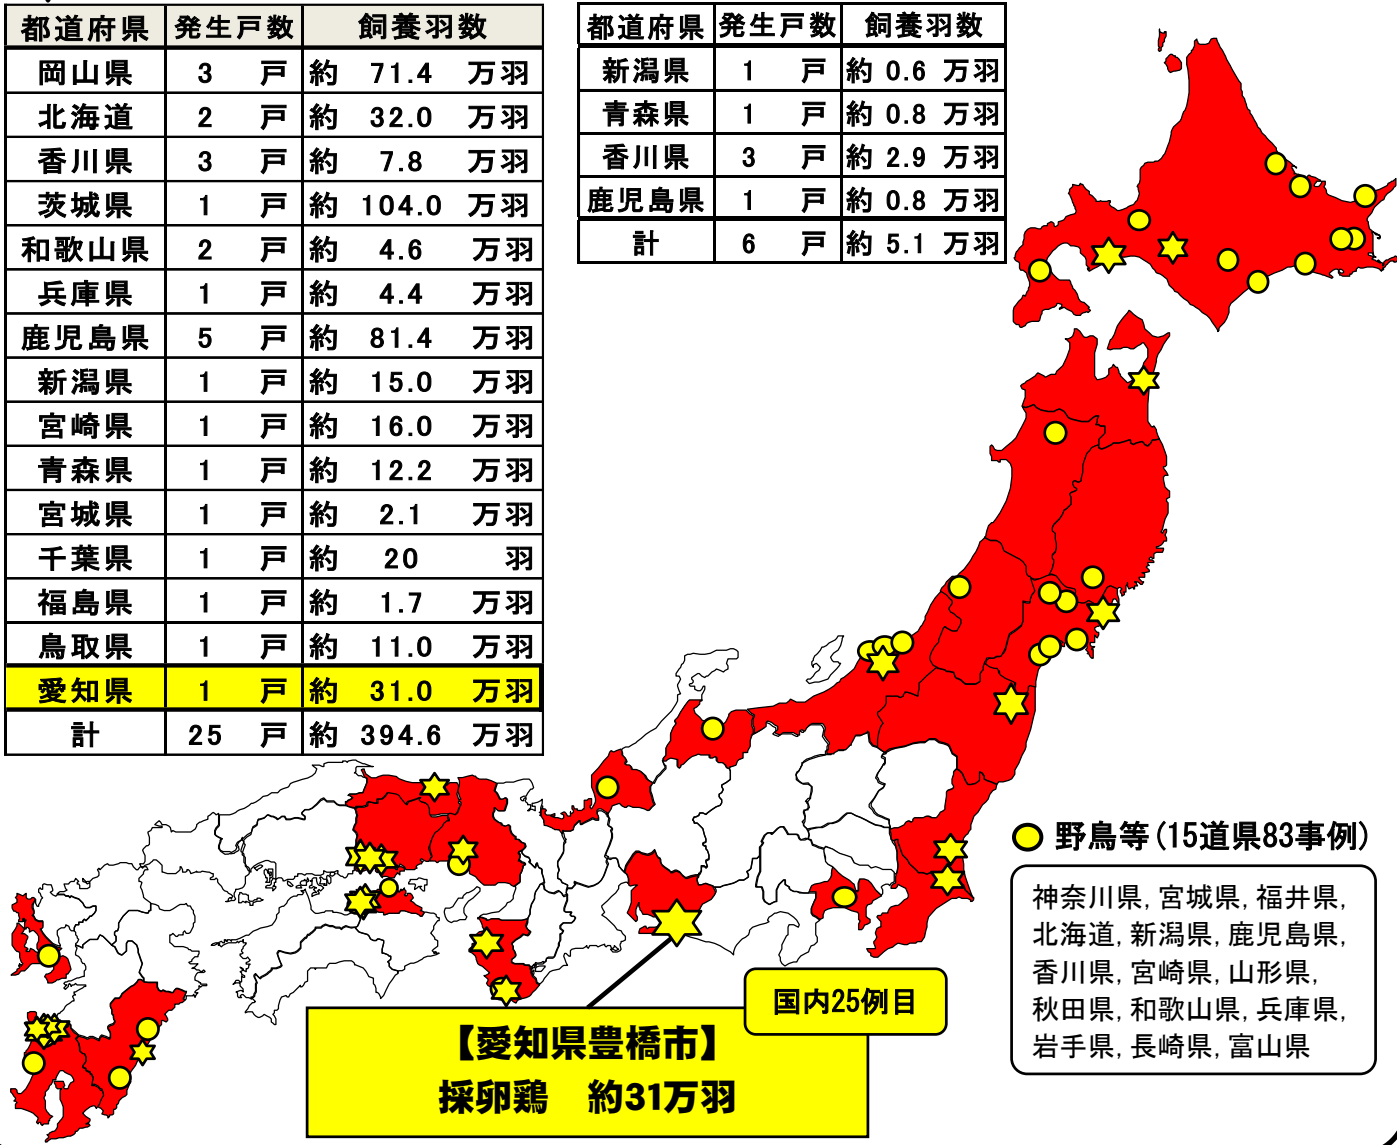 都道府県 発生戸数 飼養羽数
岡山県 3 戸 約 71.4 万羽
北海道 2 戸 約 32.0 万羽
香川県 3 戸 約 7.8 万羽
茨城県 1 戸 約 104.0 万羽
和歌山県 2 戸 約 4.6 万羽
兵庫県 1 戸 約 4.4 万羽
鹿児島県 5 戸 約 81.4 万羽
新潟県 1 戸 約 15.0 万羽
宮崎県 1 戸 約 16.0 万羽
青森県 1 戸 約 12.2 万羽
宮城県 1 戸 約 2.1 万羽
千葉県 1 戸 約 20 羽
福島県 1 戸 約 1.7 万羽
鳥取県 1 戸 約 11.0 万羽
愛知県 1 戸 約 31.0 万羽
計 25 戸 約 394.6 万羽
都道府県 発生戸数 飼養羽数
新潟県 1 戸 約 0.6 万羽
青森県 1 戸 約 0.8 万羽
香川県 3 戸 約 2.9 万羽
鹿児島県 1 戸 約 0.8 万羽
計 6 戸 約 5.1 万羽
野鳥等(15道県83事例)
神奈川県, 宮城県, 福井県,
北海道, 新潟県, 鹿児島県,
香川県, 宮崎県, 山形県,
秋田県, 和歌山県, 兵庫県,
岩手県, 長崎県, 富山県
国内25例目
【愛知県豊橋市】
採卵鶏 約31万羽